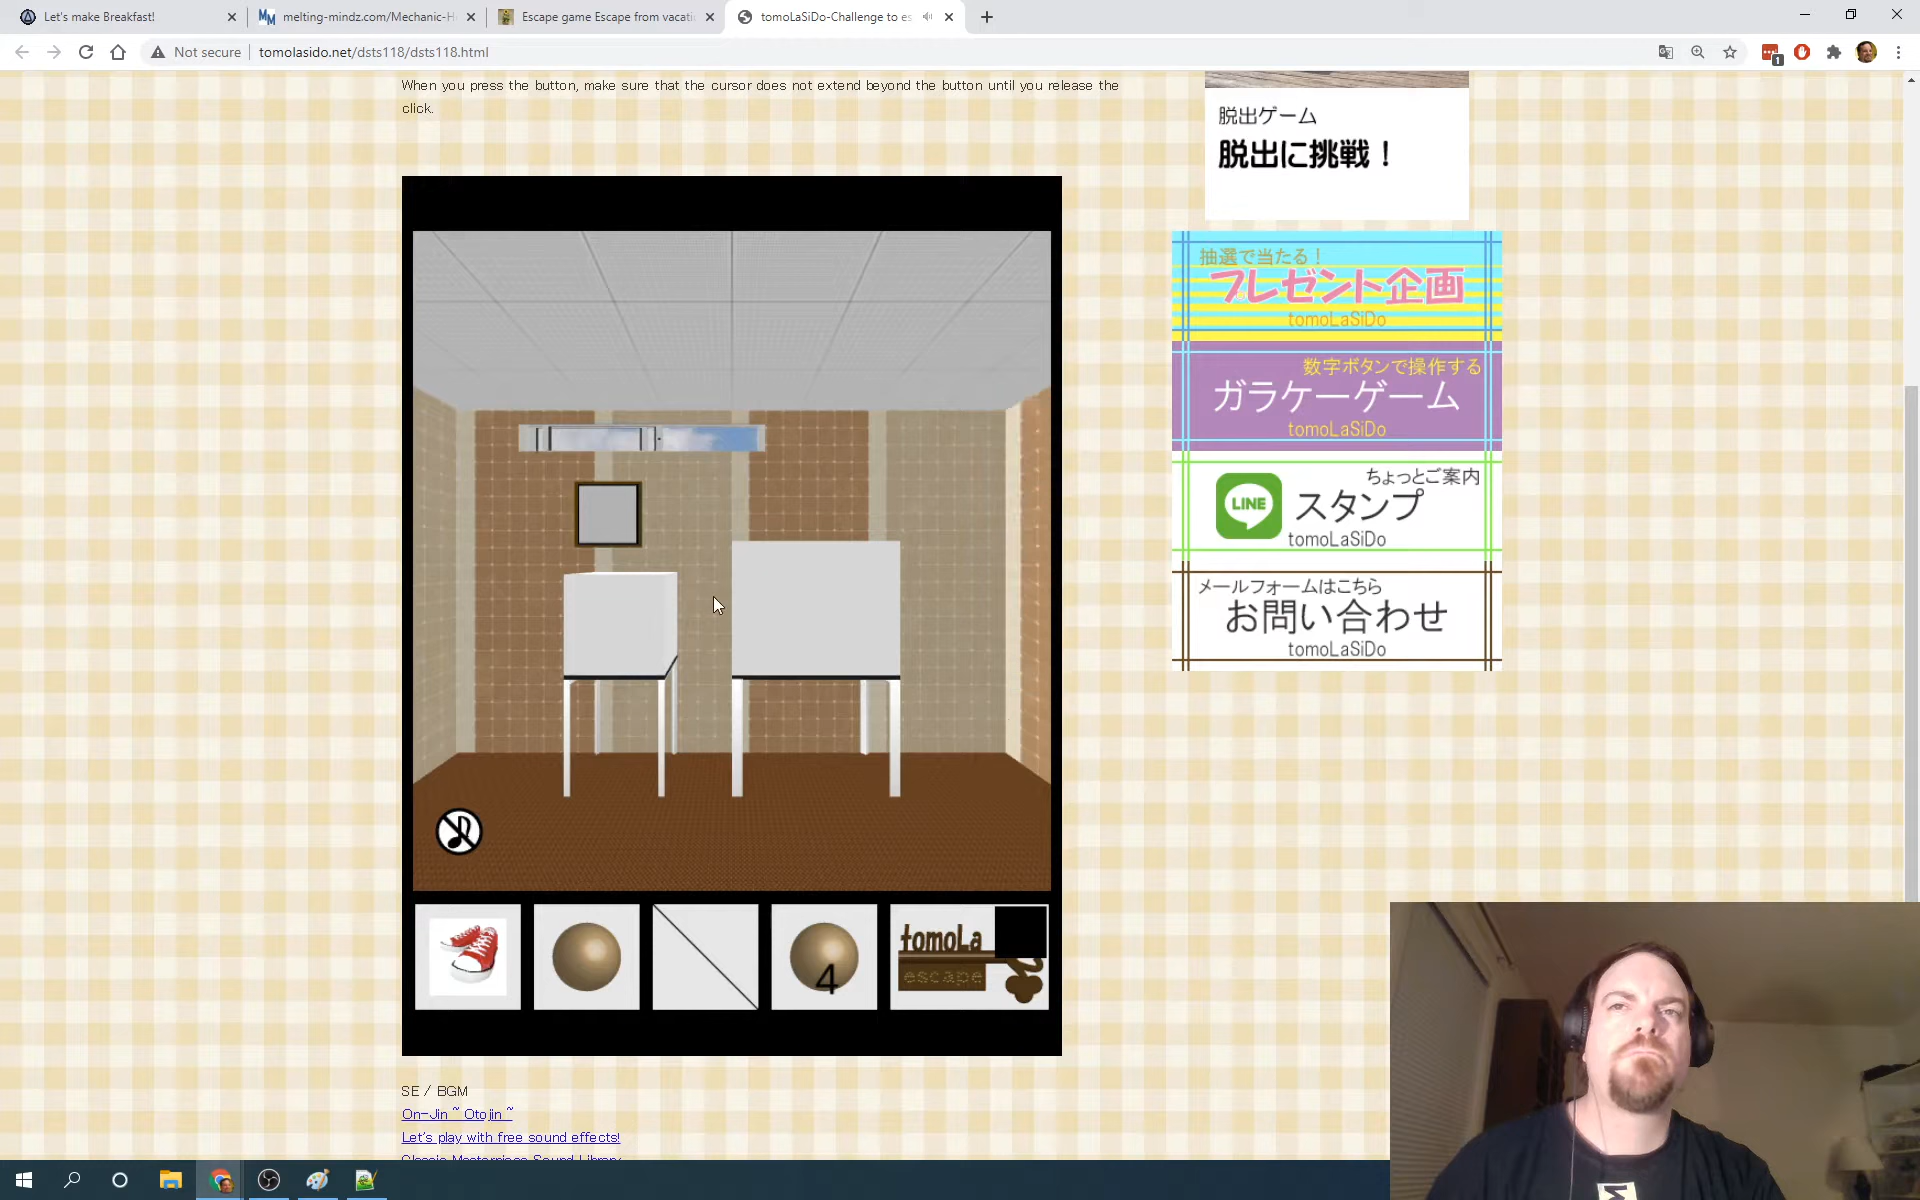 Let's make Breakfast!
melting-mindz.com/Mechanic-H
Escape game Escape from vacati
tomoLaSiDo-Challenge to es
Not secure
tomolasido.net/dsts118/dsts118.html
1
When you press the button, make sure that the cursor does not extend beyond the button until you release the
click.
脱出ゲーム
脱出に挑戦！
抽選で当たる！
プレゼント企画
tomoLaSiDo
数字ボタンで操作する
ガラケーゲーム
tomoLaSiDo
ちょっとご案内
LINE
スタンプ
tomoLaSiDo
メールフォームはこちら
お問い合わせ
tomoLaSiDo
4
tomoLa
escape
SE / BGM
On-Jin ~ Otojin ~
Let's play with free sound effects!
Classic Masterpiece Sound Library